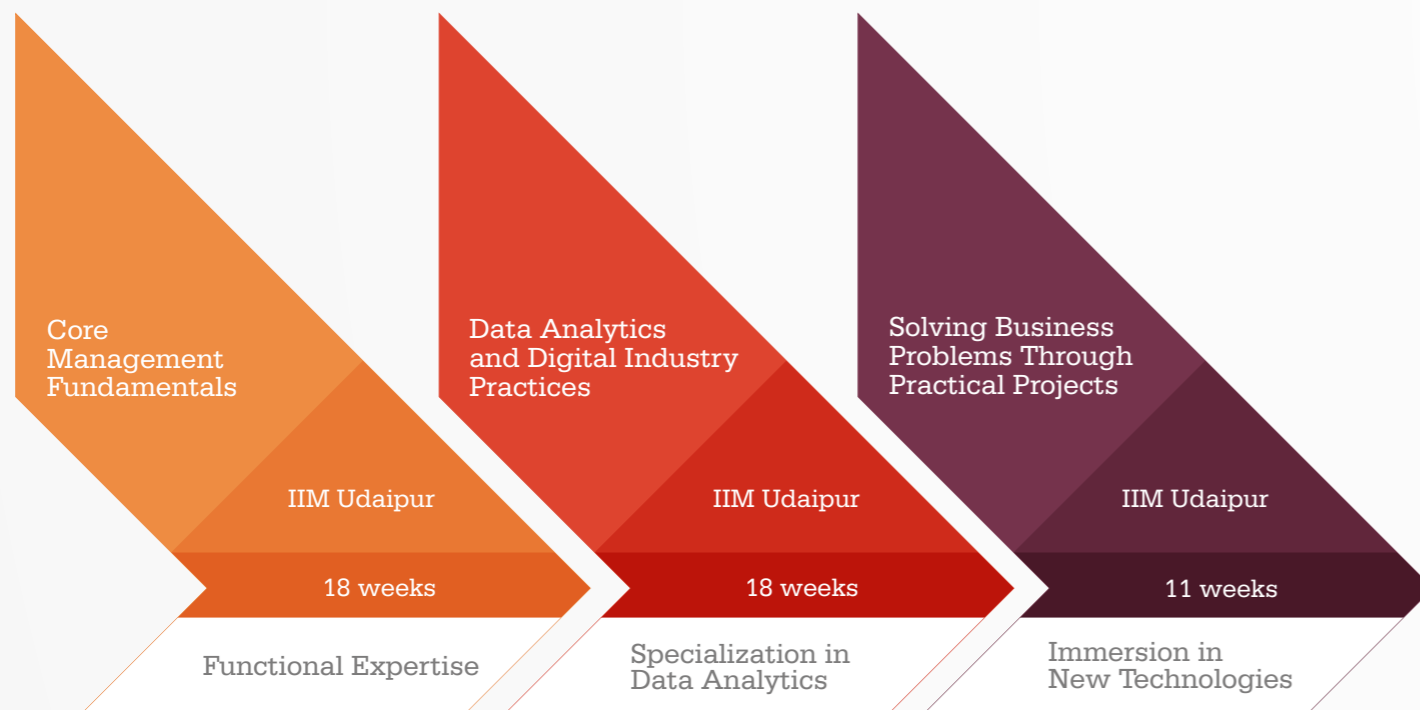 Core
Management
Fundamentals
IIM Udaipur
18 weeks
Functional Expertise
Data Analytics
and Digital Industry
Practices
IIM Udaipur
18 weeks
Specialization in
Data Analytics
Solving Business
Problems Through
Practical Projects
IIM Udaipur
11 weeks
Immersion in
New Technologies